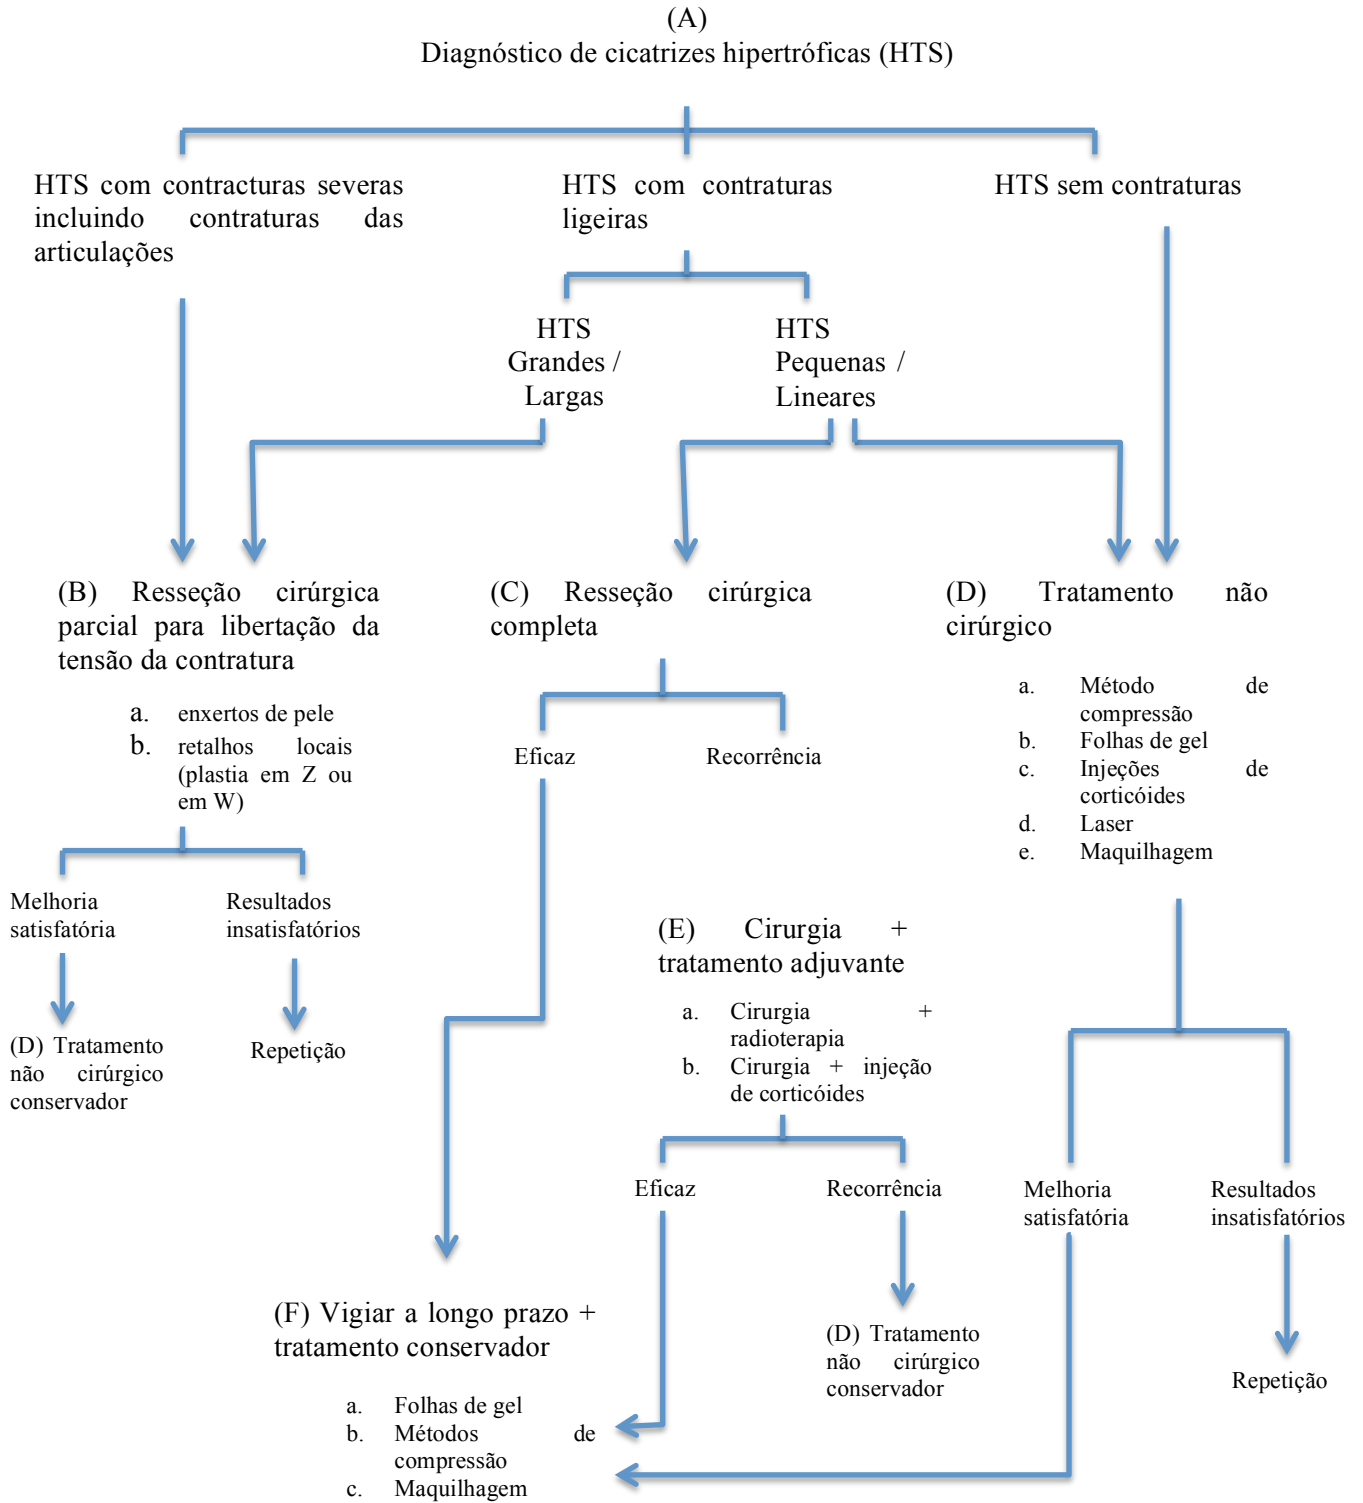 (A)
Diagnóstico de cicatrizes hipertróficas (HTS)
HTS com contracturas severas
incluindo contraturas das
articulações
HTS com contraturas
ligeiras
HTS sem contraturas
HTS
Grandes /
Largas
HTS
Pequenas /
Lineares
(B) Resseção cirúrgica
parcial para libertação da
tensão da contratura
a. enxertos de pele
b. retalhos locais
(plastia em Z ou
em W)
Melhoria
satisfatória
Resultados
insatisfatórios
(D) Tratamento
não cirúrgico
conservador
Repetição
(C) Resseção cirúrgica
completa
Eficaz
Recorrência
(D) Tratamento não
cirúrgico
a. Método de
compressão
b. Folhas de gel
c. Injeções de
corticóides
d. Laser
e. Maquilhagem
(E) Cirurgia +
tratamento adjuvante
a. Cirurgia +
radioterapia
b. Cirurgia + injeção
de corticóides
Eficaz
Recorrência
(D) Tratamento
não cirúrgico
conservador
Melhoria
satisfatória
Resultados
insatisfatórios
Repetição
(F) Vigiar a longo prazo +
tratamento conservador
a. Folhas de gel
b. Métodos de
compressão
c. Maquilhagem